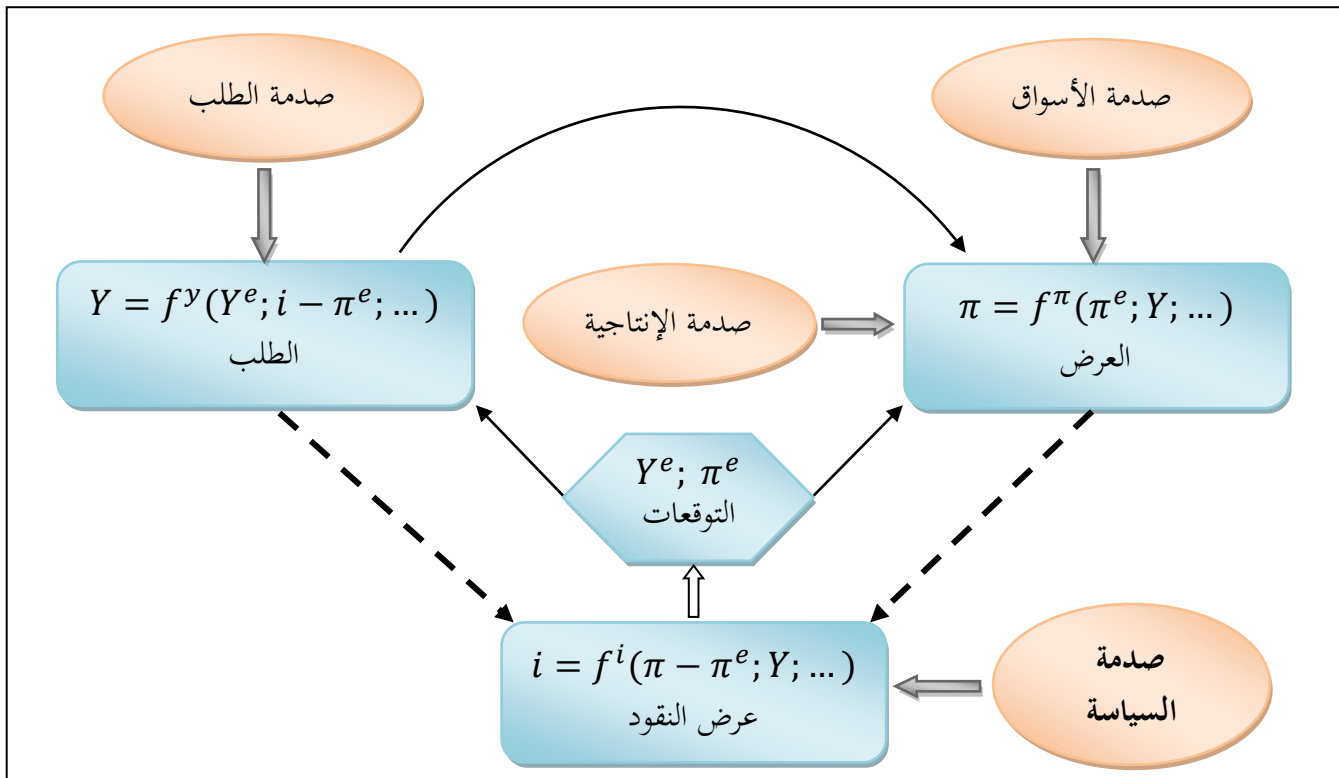 صدمة الطلب
صدمة الأسواق
Y = f^y(Y^e; i − π^e; …)
الطلب
صدمة الإنتاجية
π = f^π(π^e; Y; …)
العرض
Y^e; π^e
التوقعات
i = f^i(π − π^e; Y; …)
عرض النقود
صدمة
السياسة